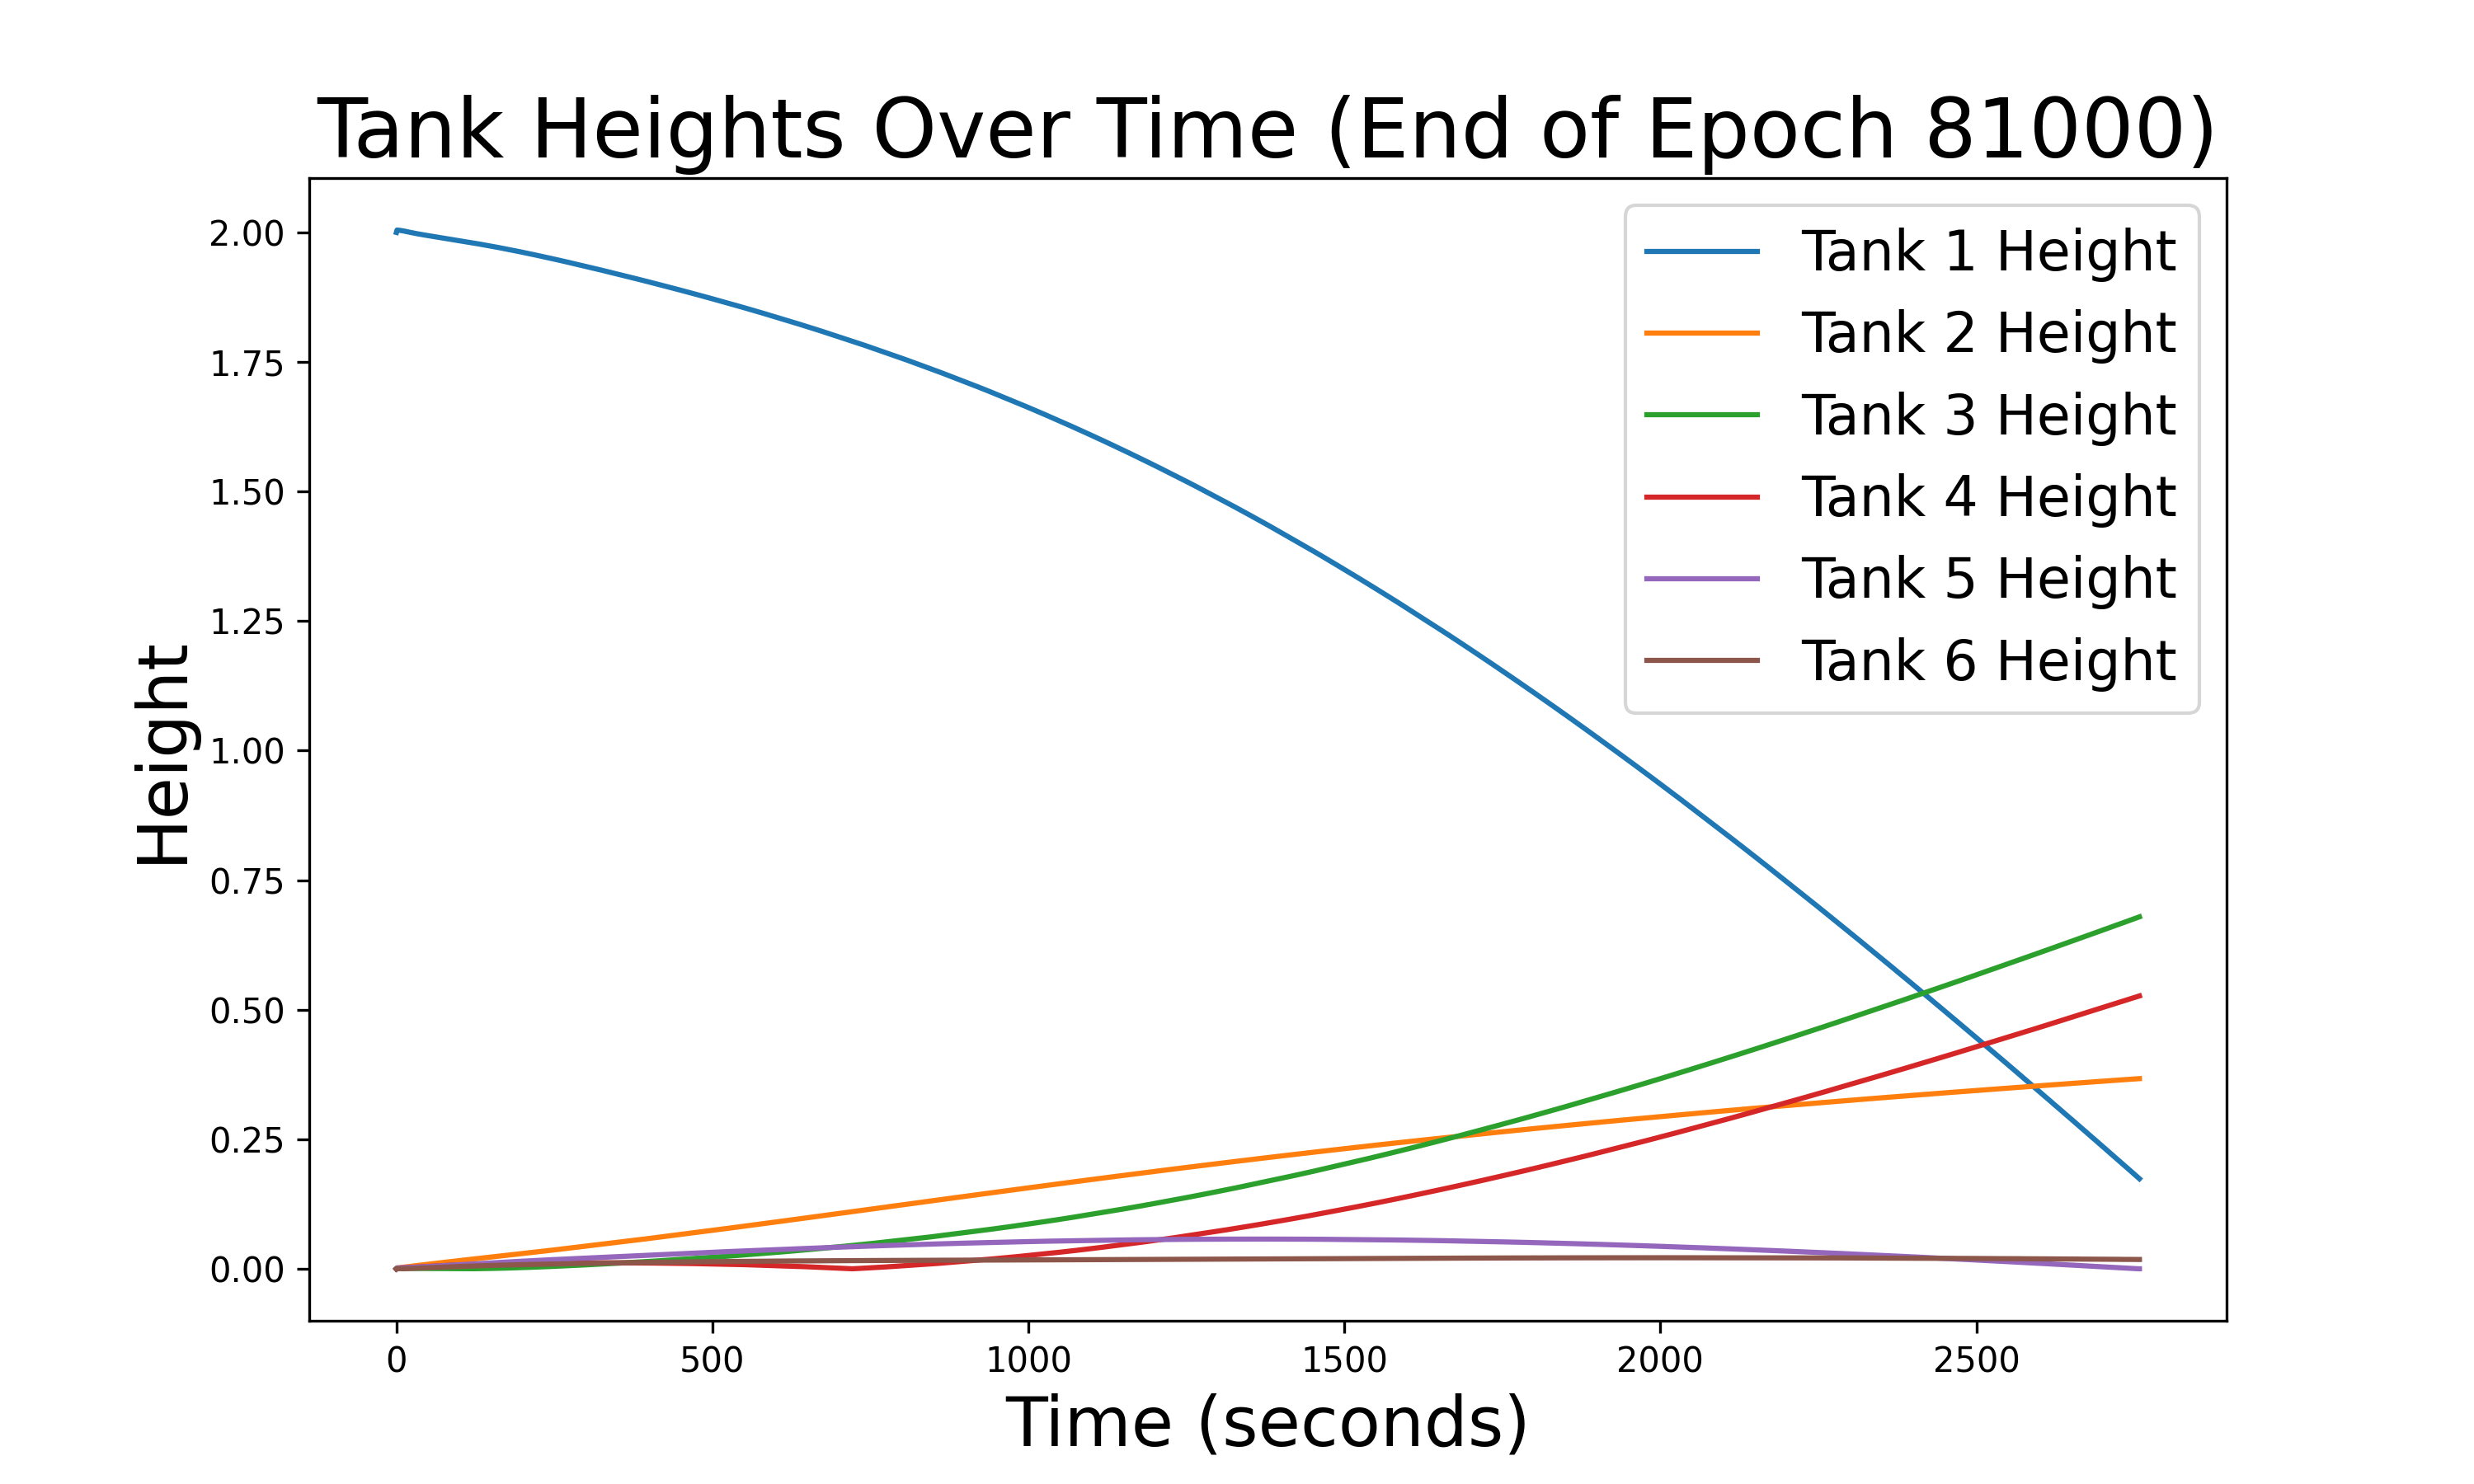 Tank Heights Over Time (End of Epoch 81000)
2.00
1.75
1.50
1.25
1.00
0.75
0.50
0.25
0.00
Height
Tank 1 Height
Tank 2 Height
Tank 3 Height
Tank 4 Height
Tank 5 Height
Tank 6 Height
0 500 1000 1500 2000 2500
Time (seconds)